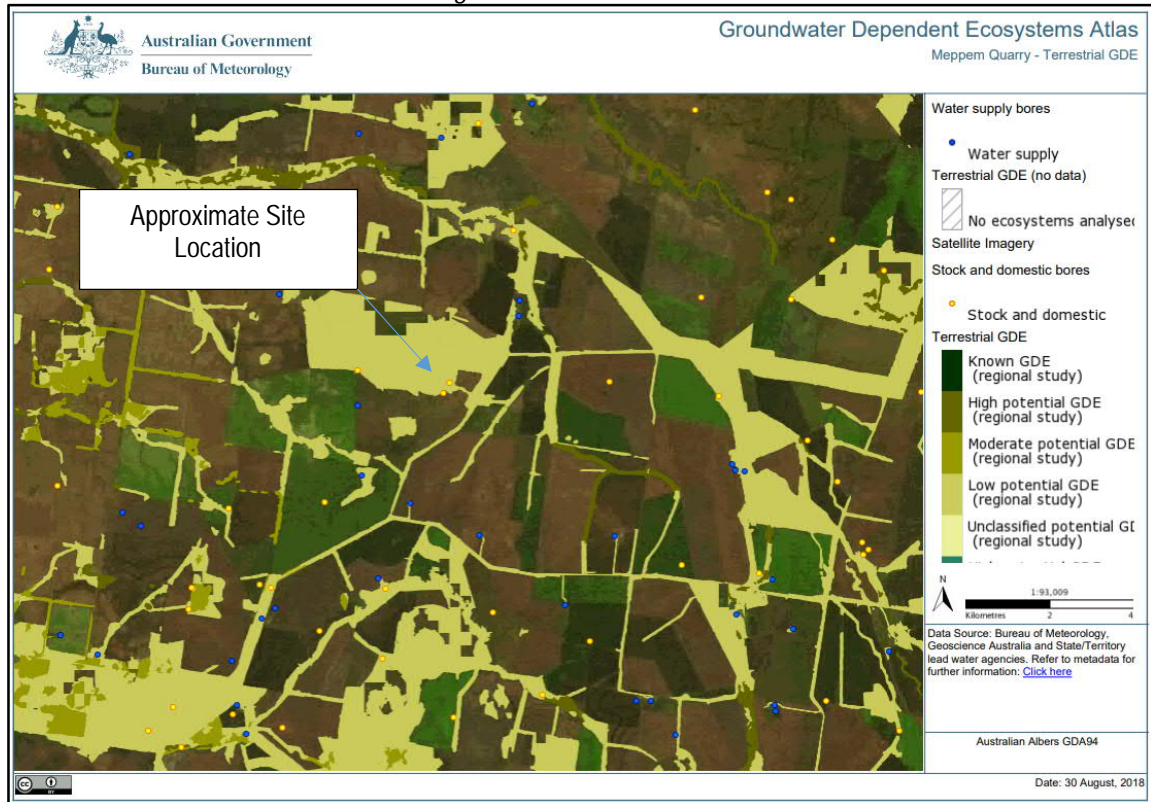 Australian Government
Bureau of Meteorology
Groundwater Dependent Ecosystems Atlas
Meppem Quarry - Terrestrial GDE
Approximate Site
Location
Water supply bores
Water supply
Terrestrial GDE (no data)
No ecosystems analysed
Satellite Imagery
Stock and domestic bores
Stock and domestic
Terrestrial GDE
Known GDE
(regional study)
High potential GDE
(regional study)
Moderate potential GDE
(regional study)
Low potential GDE
(regional study)
Unclassified potential
(regional study)
N
1:93,009
Kilometres 2 4
Data Source: Bureau of Meteorology,
Geoscience Australia and State/Territory
lead water agencies. Refer to metadata for
further information: Click here
Australian Albers GDA94
cc BY
Date: 30 August, 2018